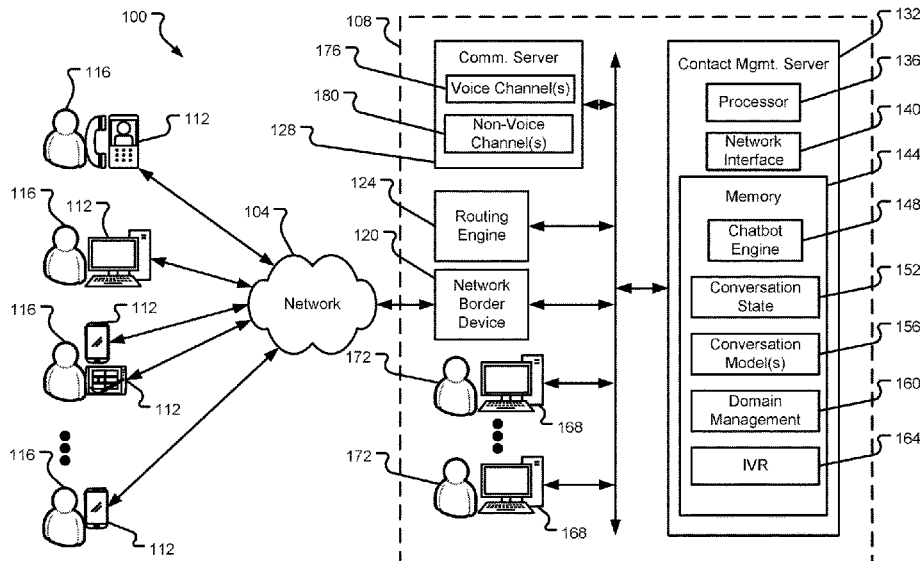 100
116
112
116
112
116
112
112
116
112
104
Network
108
Comm. Server
176
Voice Channel(s)
180
Non-Voice
Channel(s)
128
124
Routing
Engine
120
Network
Border
Device
172
168
172
168
132
Contact Mgmt. Server
136
Processor
140
Network
Interface
144
Memory
148
Chatbot
Engine
152
Conversation
State
156
Conversation
Model(s)
160
Domain
Management
164
IVR